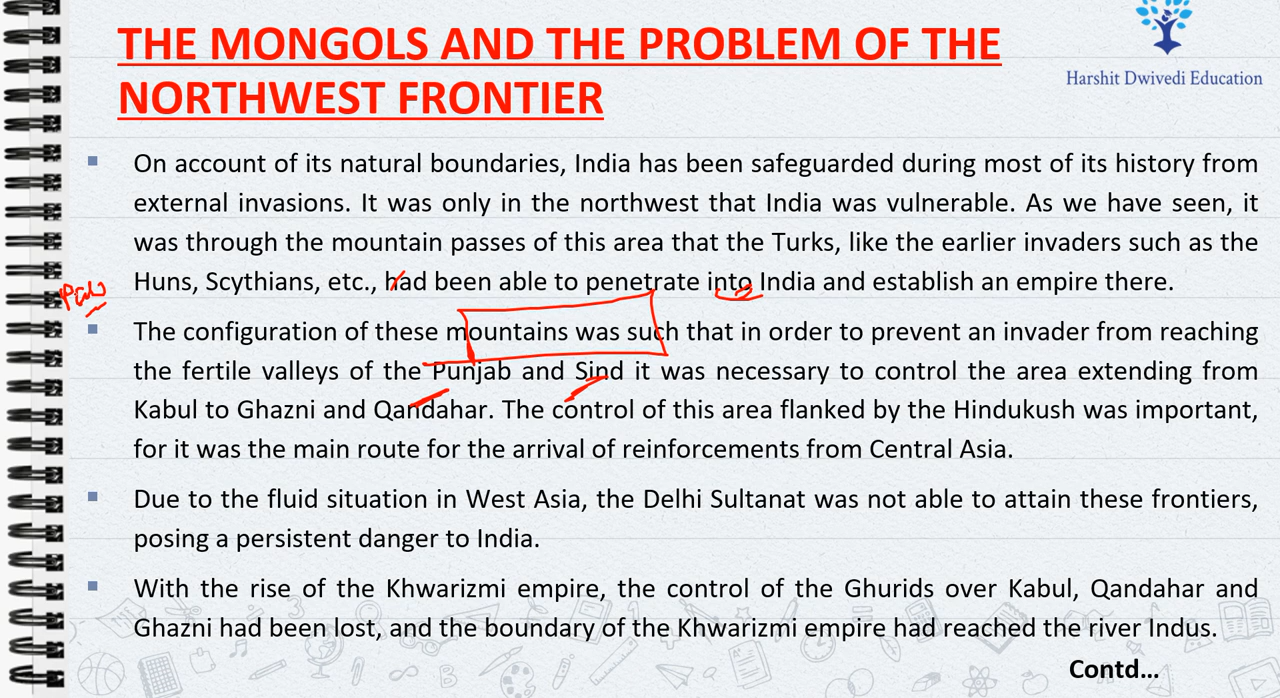 THE MONGOLS AND THE PROBLEM OF THE
NORTHWEST FRONTIER
Harshit Dwivedi Education
On account of its natural boundaries, India has been safeguarded during most of its history from
external invasions. It was only in the northwest that India was vulnerable. As we have seen, it
was through the mountain passes of this area that the Turks, like the earlier invaders such as the
Huns, Scythians, etc., had been able to penetrate into India and establish an empire there.
The configuration of these mountains was such that in order to prevent an invader from reaching
the fertile valleys of the Punjab and Sind it was necessary to control the area extending from
Kabul to Ghazni and Qandahar. The control of this area flanked by the Hindukush was important,
for it was the main route for the arrival of reinforcements from Central Asia.
Due to the fluid situation in West Asia, the Delhi Sultanat was not able to attain these frontiers,
posing a persistent danger to India.
With the rise of the Khwarizmi empire, the control of the Ghurids over Kabul, Qandahar and
Ghazni had been lost, and the boundary of the Khwarizmi empire had reached the river Indus.
Contd...